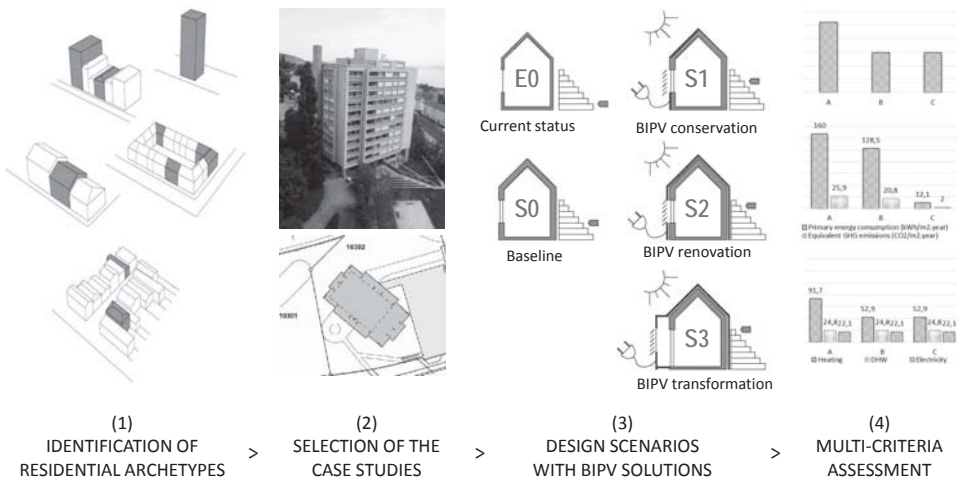 E0
Current status
S1
BIPV conservation
S0
Baseline
S2
BIPV renovation
S3
BIPV transformation
16302
16301
A B C
160
128,5
25,9
20,8
32,1
2
A B C
Primary energy consumption (kWh/m2.year)
Equivalent GHG emissions (CO2/m2.year)
91,7
52,9 52,9
24,8 22,1 24,8 22,1 24,8 22,1
A B C
Heating DHW Electricity
(1)
IDENTIFICATION OF
RESIDENTIAL ARCHETYPES
>
(2)
SELECTION OF THE
CASE STUDIES
>
(3)
DESIGN SCENARIOS
WITH BIPV SOLUTIONS
>
(4)
MULTI-CRITERIA
ASSESSMENT